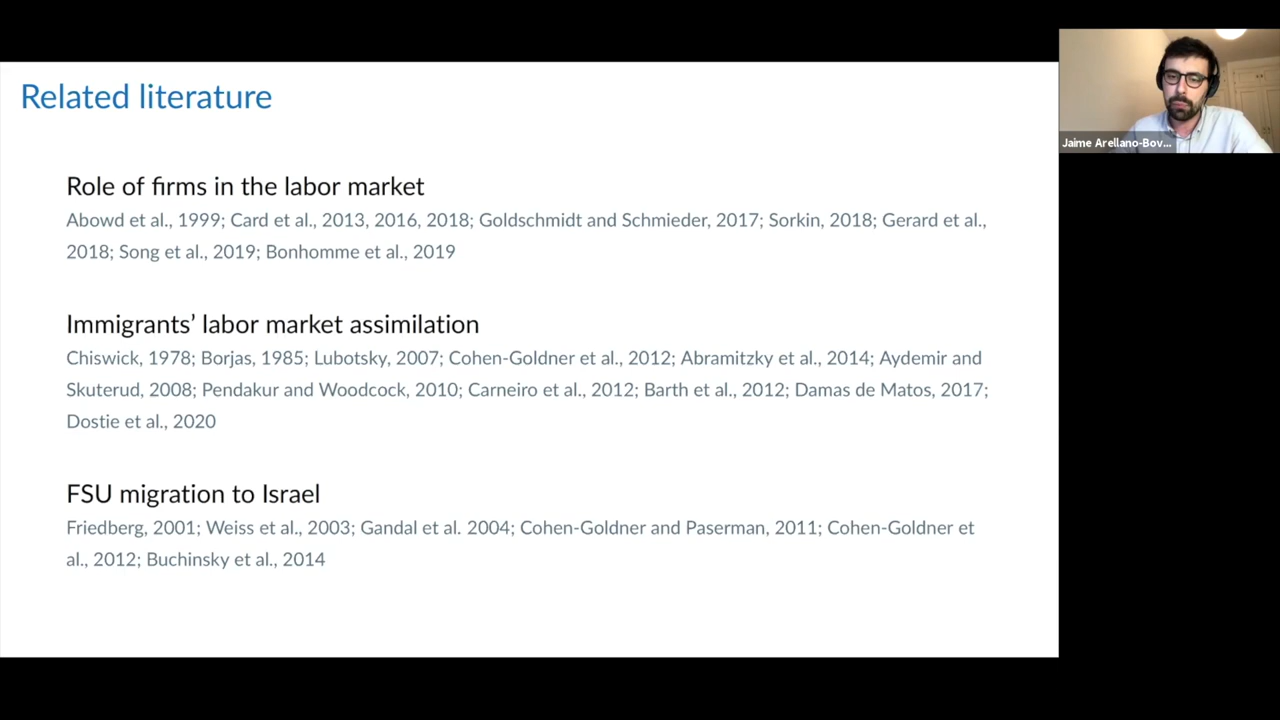 Related literature
Role of firms in the labor market
Abowd et al., 1999; Card et al., 2013, 2016, 2018; Goldschmidt and Schmieder, 2017; Sorkin, 2018; Gerard et al.,
2018; Song et al., 2019; Bonhomme et al., 2019
Immigrants’ labor market assimilation
Chiswick, 1978; Borjas, 1985; Lubotsky, 2007; Cohen-Goldner et al., 2012; Abramitzky et al., 2014; Aydemir and
Skuterud, 2008; Pendakur and Woodcock, 2010; Carneiro et al., 2012; Barth et al., 2012; Damas de Matos, 2017;
Dostie et al., 2020
FSU migration to Israel
Friedberg, 2001; Weiss et al., 2003; Gandal et al. 2004; Cohen-Goldner and Paserman, 2011; Cohen-Goldner et
al., 2012; Buchinsky et al., 2014
Jaime Arellano-Bov...